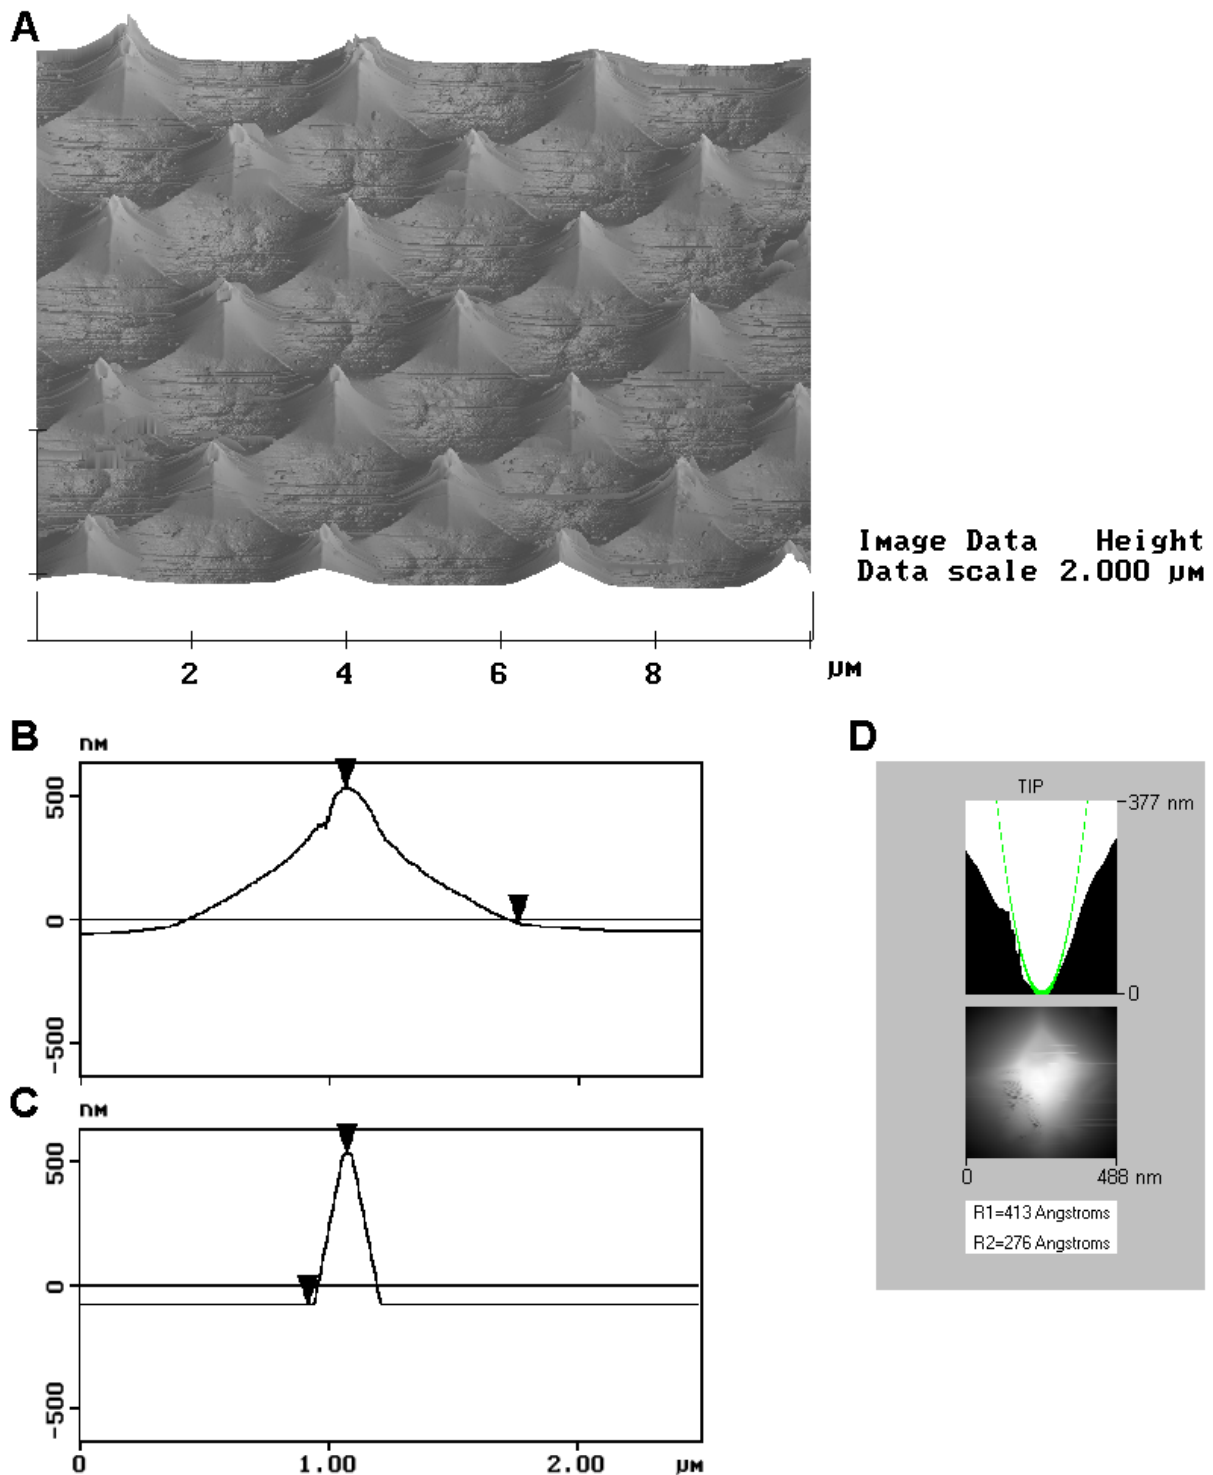 A
Image Data Height
Data scale 2.000 µm
2 4 6 8 µm
B
nm
500
0
-500
C
nm
500
0
-500
0 1.00 2.00 µm
D
TIP
377 nm
0
0 488 nm
R1=413 Angstroms
R2=276 Angstroms